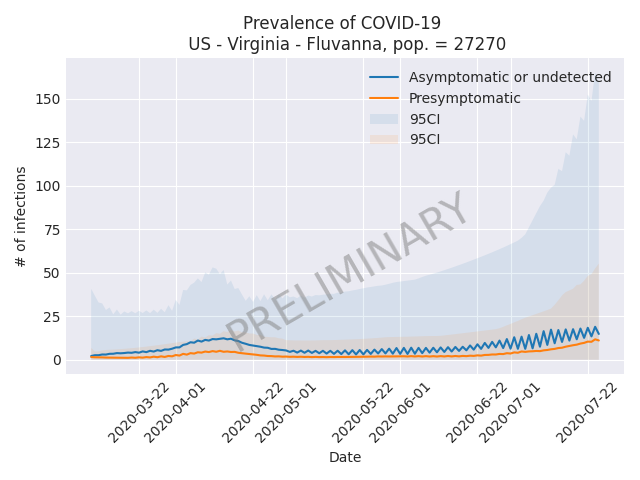 Prevalence of COVID-19
US - Virginia - Fluvanna, pop. = 27270
Asymptomatic or undetected
Presymptomatic
95CI
95CI
150
125
100
75
50
25
0
# of infections
PRELIMINARY
2020-03-22
2020-04-01
2020-04-22
2020-05-01
2020-05-22
2020-06-01
2020-06-22
2020-07-01
2020-07-22
Date